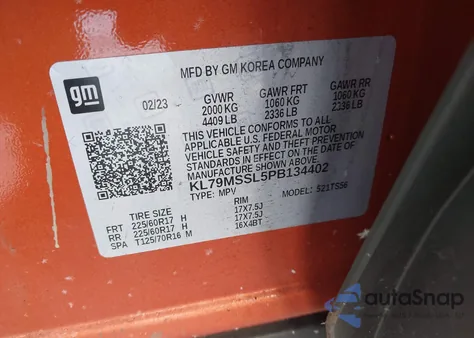 gm
MFD BY GM KOREA COMPANY
02/23 GVWR GAWR FRT GAWR RR
2000 KG 1060 KG 1060 KG
4409 LB 2336 LB 2336 LB
THIS VEHICLE CONFORMS TO ALL
APPLICABLE U.S. FEDERAL MOTOR
VEHICLE SAFETY AND THEFT
PREVENTION STANDARDS IN EFFECT ON THE
DATE OF MANUFACTURE SHOWN ABOVE.
KL79MSSL5PB134402
TYPE: MPV MODEL: 521TS56
RIM
FRT 225/60R17 H 17X7.5J
RR 225/60R17 H 17X7.5J
SPA T125/70R16 M 16X4BT
autoSnap